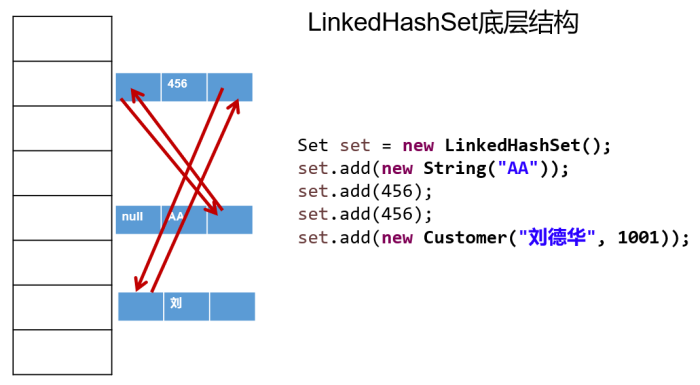 LinkedHashSet底层结构
456
null AA
刘
Set set = new LinkedHashSet();
set.add(new String("AA"));
set.add(456);
set.add(456);
set.add(new Customer("刘德华", 1001));